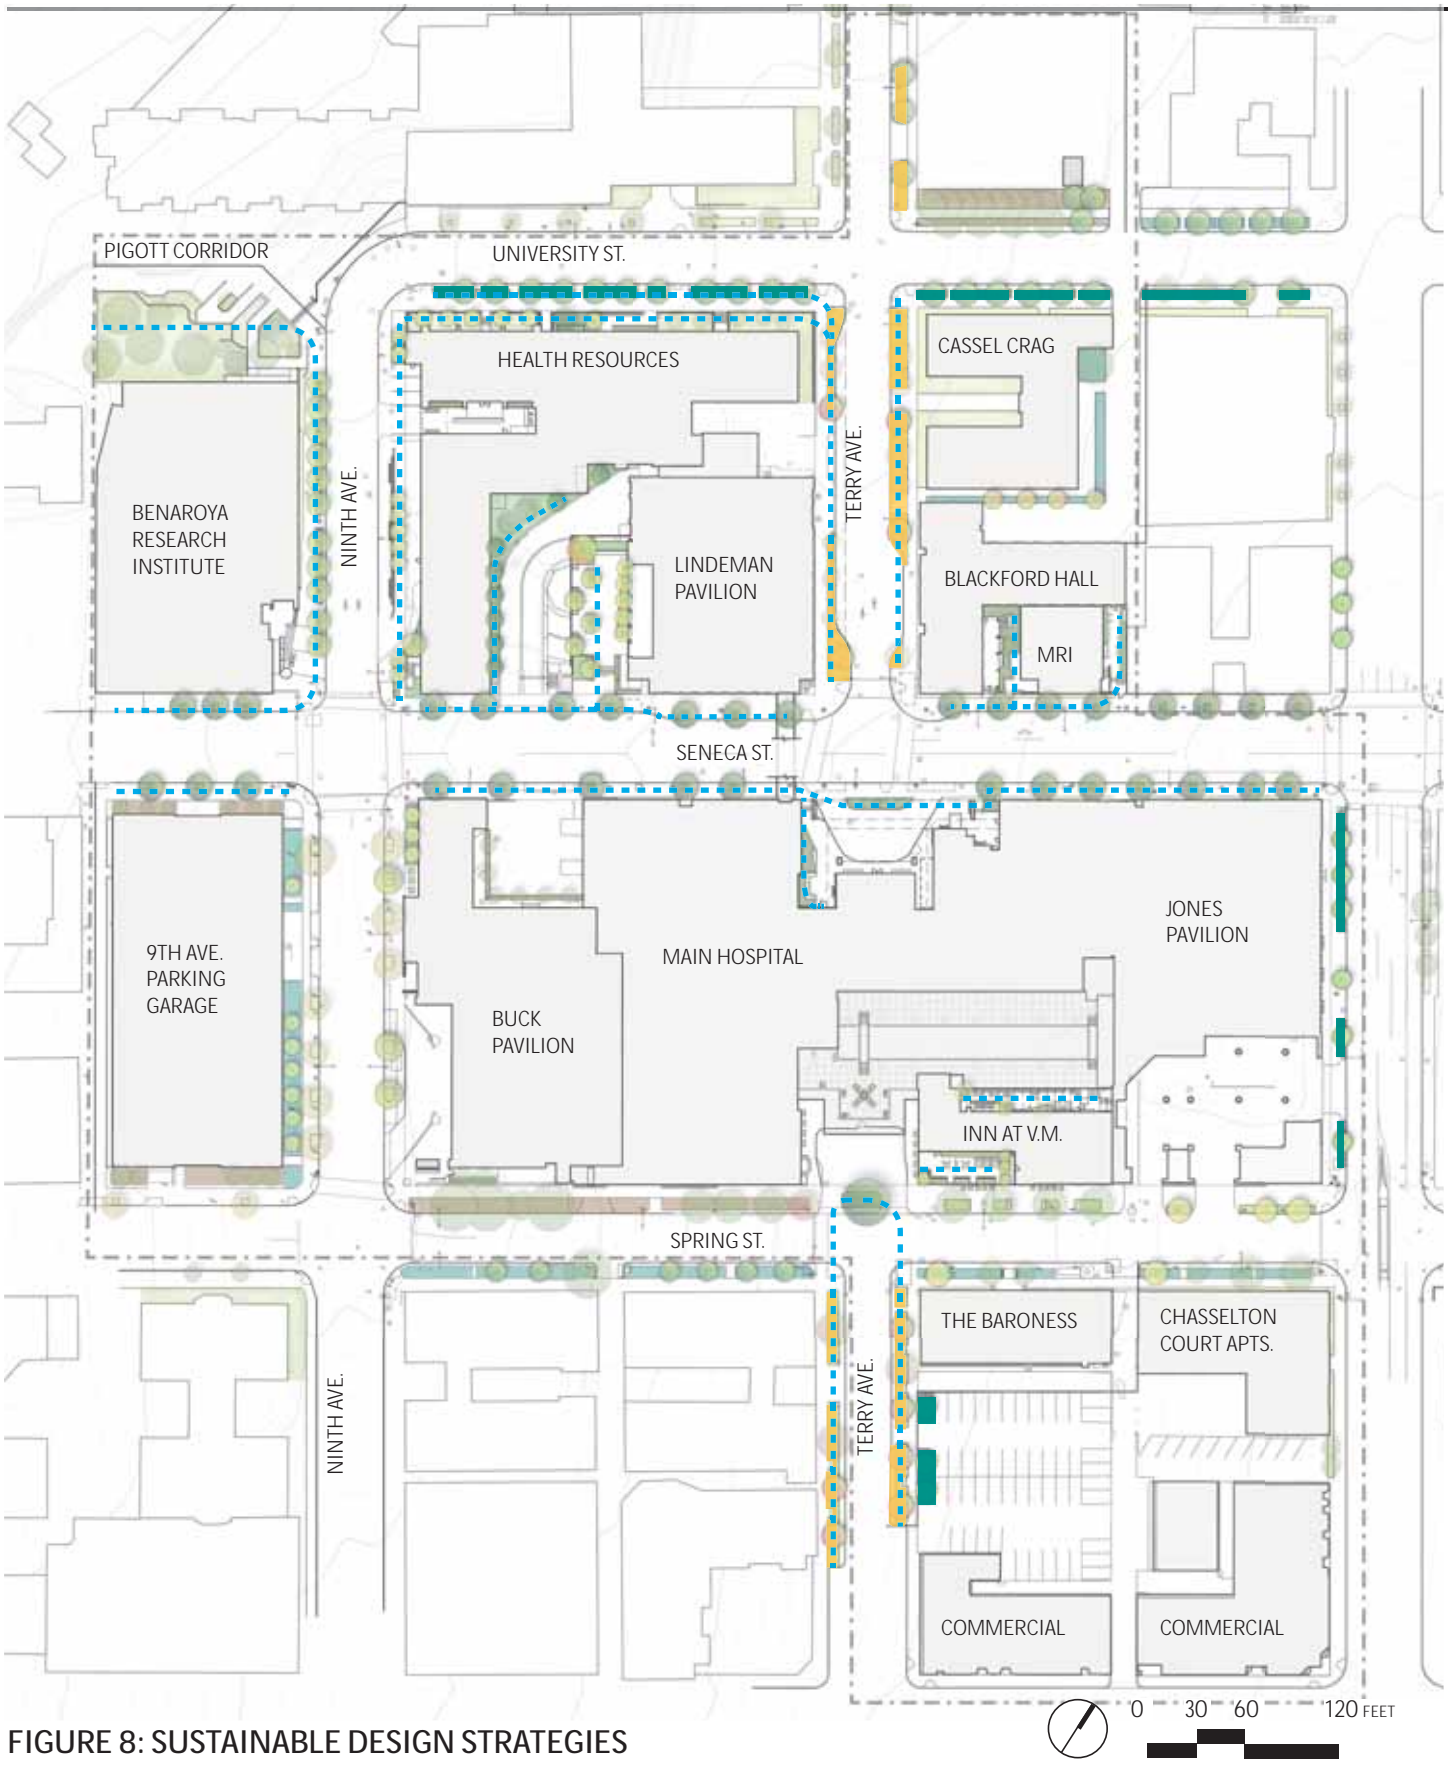 PIGOTT CORRIDOR
UNIVERSITY ST.
HEALTH RESOURCES
CASSEL CRAG
NINTH AVE.
TERRY AVE.
BENAROYA
RESEARCH
INSTITUTE
LINDEMAN
PAVILION
BLACKFORD HALL
MRI
SENECA ST.
JONES
PAVILION
9TH AVE.
PARKING
GARAGE
MAIN HOSPITAL
BUCK
PAVILION
INN AT V.M.
SPRING ST.
THE BARONESS
CHASSELTON
COURT APTS.
NINTH AVE.
TERRY AVE.
COMMERCIAL
COMMERCIAL
0 30 60 120 FEET
FIGURE 8: SUSTAINABLE DESIGN STRATEGIES